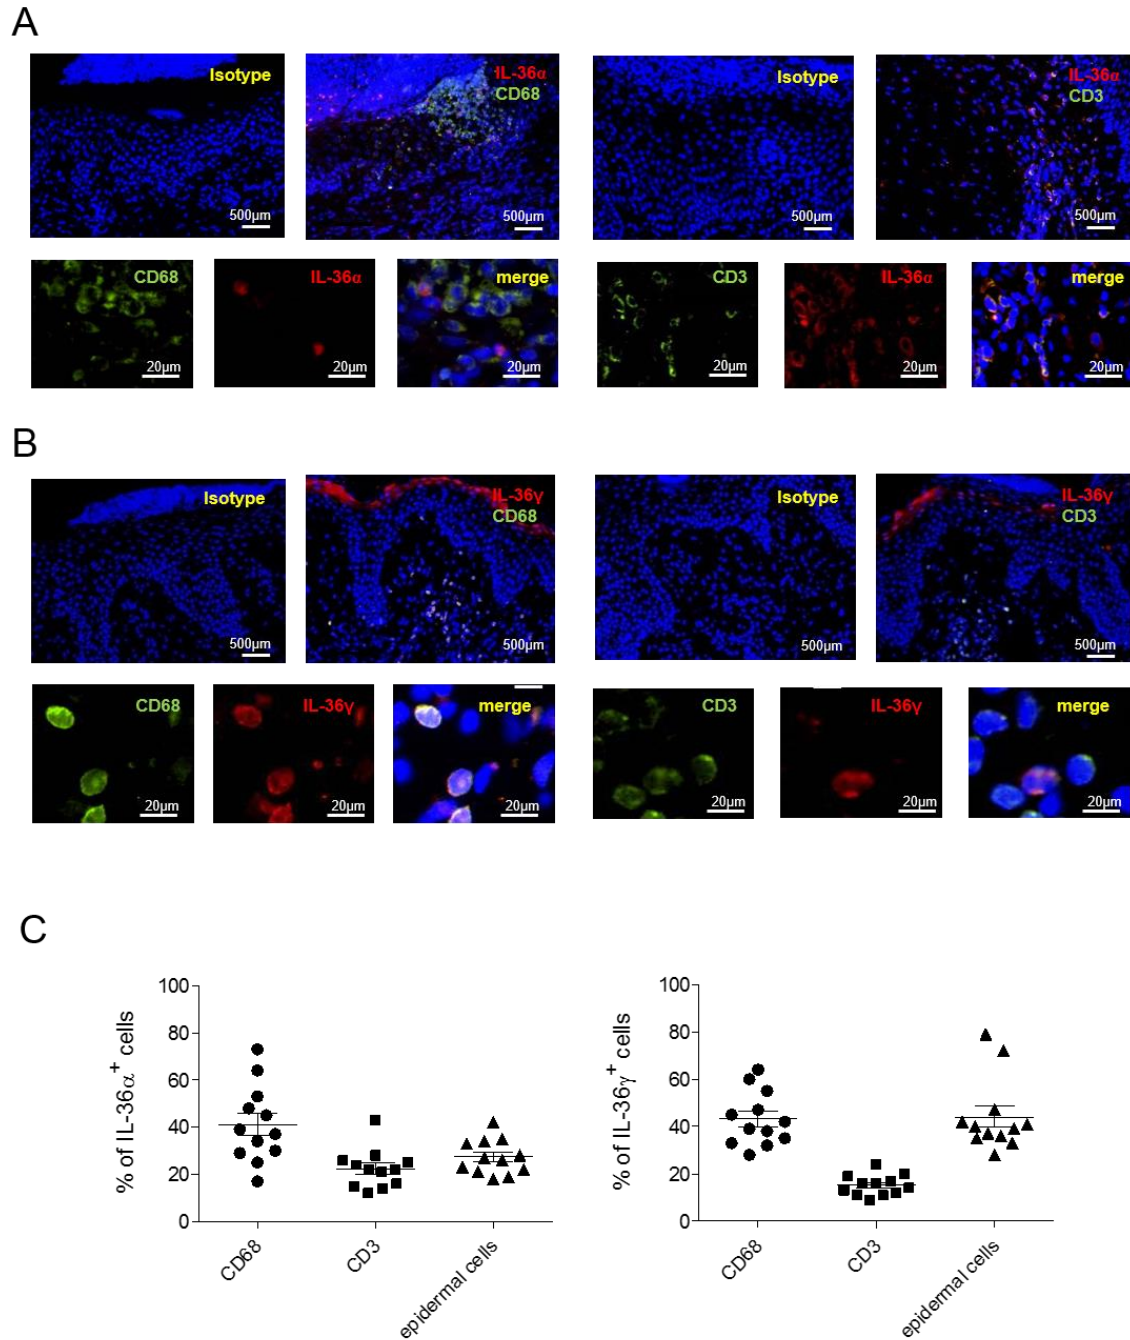 A
Isotype
IL-36α
CD68
500µm
500µm
Isotype
IL-36α
CD3
500µm
500µm
CD68
20µm
IL-36α
20µm
merge
20µm
CD3
20µm
IL-36α
20µm
merge
20µm
B
Isotype
500µm
IL-36γ
CD68
500µm
Isotype
500µm
IL-36γ
CD3
500µm
CD68
20µm
IL-36γ
20µm
merge
20µm
CD3
20µm
IL-36γ
20µm
merge
20µm
C
% of IL-36α⁺ cells
100
80
60
40
20
0
CD68
CD3
epidermal cells
% of IL-36γ⁺ cells
100
80
60
40
20
0
CD68
CD3
epidermal cells